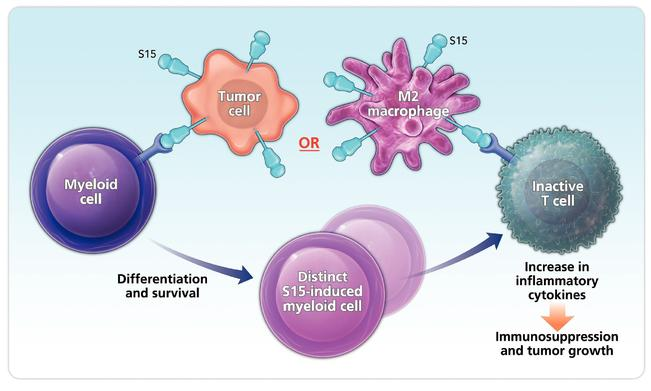 S15
S15
Tumor
cell
M2
macrophage
OR
Myeloid
cell
Inactive
T cell
Differentiation
and survival
Distinct
S15-induced
myeloid cell
Increase in
inflammatory
cytokines
Immunosuppression
and tumor growth